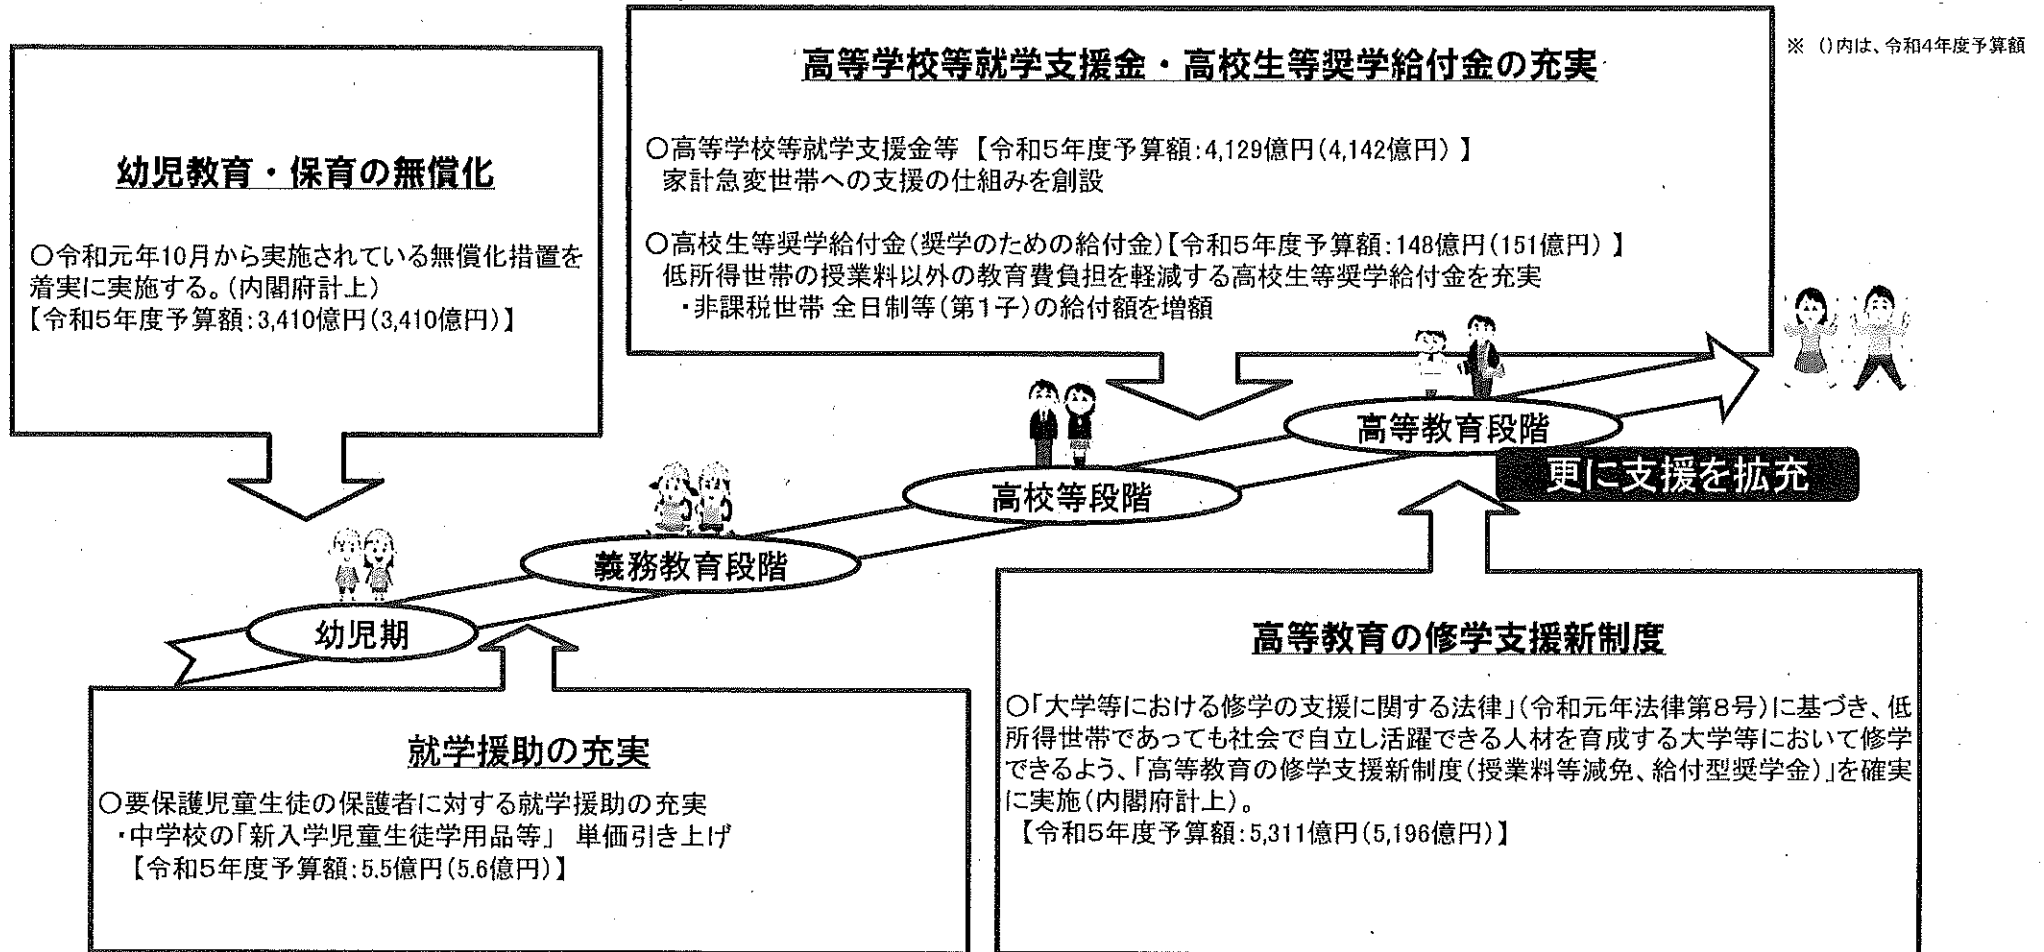 ※ ()内は、令和4年度予算額
幼児教育・保育の無償化
○令和元年10月から実施されている無償化措置を
着実に実施する。(内閣府計上)
【令和5年度予算額:3,410億円(3,410億円)】
高等学校等就学支援金・高校生等奨学給付金の充実
○高等学校等就学支援金等 【令和5年度予算額:4,129億円(4,142億円) 】
家計急変世帯への支援の仕組みを創設
○高校生等奨学給付金(奨学のための給付金)【令和5年度予算額:148億円(151億円) 】
低所得世帯の授業料以外の教育費負担を軽減する高校生等奨学給付金を充実
・非課税世帯 全日制等(第1子)の給付額を増額
高等教育段階
更に支援を拡充
高校等段階
義務教育段階
幼児期
就学援助の充実
○要保護児童生徒の保護者に対する就学援助の充実
・中学校の「新入学児童生徒学用品等」 単価引き上げ
【令和5年度予算額:5.5億円(5.6億円)】
高等教育の修学支援新制度
○「大学等における修学の支援に関する法律」(令和元年法律第8号)に基づき、低
所得世帯であっても社会で自立し活躍できる人材を育成する大学等において修学
できるよう、「高等教育の修学支援新制度(授業料等減免、給付型奨学金)」を確実
に実施(内閣府計上)。
【令和5年度予算額:5,311億円(5,196億円)】